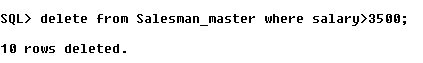 SQL> delete from Salesman_master where salary>3500;
10 rows deleted.